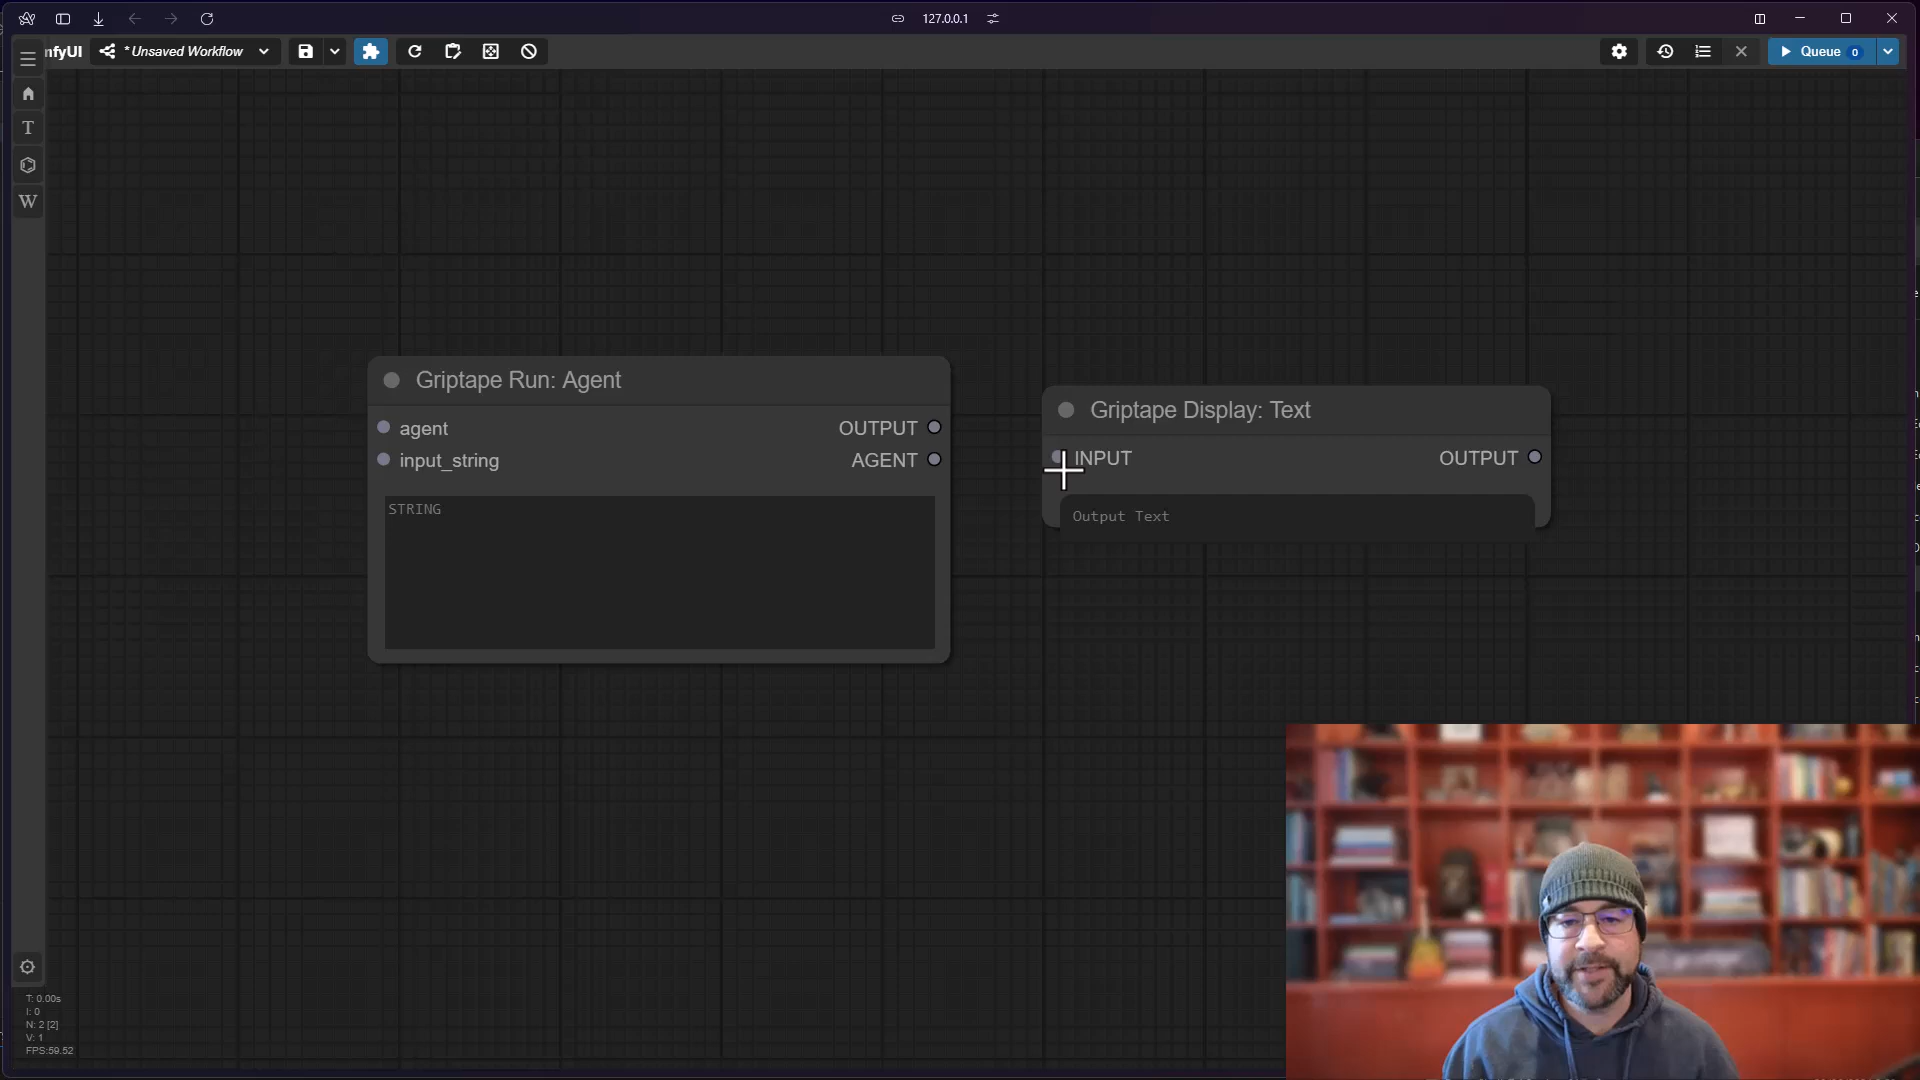 127.0.0.1
nfyUI
*Unsaved Workflow
Queue 0
T
W
Griptape Run: Agent
agent
OUTPUT
input_string
AGENT
STRING
Griptape Display: Text
INPUT
OUTPUT
Output Text
T: 0.00s
I: 0
N: 2 [2]
V: 1
FPS:59.52